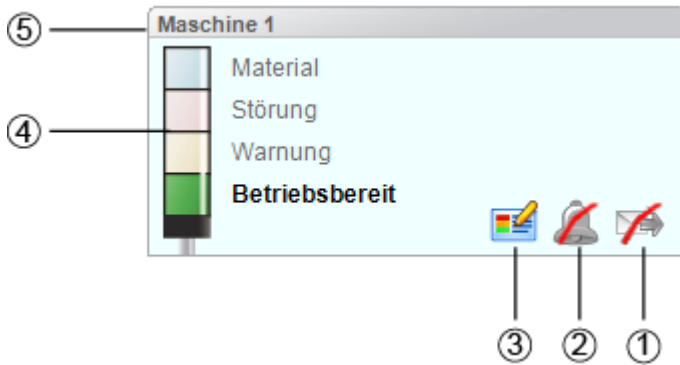 ⑤ Maschine 1
Material
Störung
④
Warnung
Betriebsbereit
③ ② ①